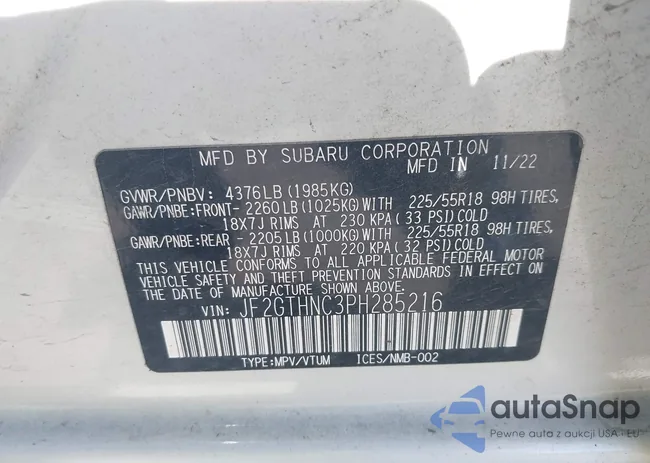 MFD BY SUBARU CORPORATION
MFD IN 11/22
GVWR/PNBV: 4376LB(1985KG)
GAWR/PNBE:FRONT- 2260LB(1025KG)WITH 225/55R18 98H TIRES,
18X7J RIMS AT 230 KPA( 33 PSI)COLD
GAWR/PNBE:REAR - 2205LB(1000KG)WITH 225/55R18 98H TIRES,
18X7J RIMS AT 220 KPA( 32 PSI)COLD
THIS VEHICLE CONFORMS TO ALL APPLICABLE FEDERAL MOTOR
VEHICLE SAFETY AND THEFT PREVENTION STANDARDS IN EFFECT
ON THE DATE OF MANUFACTURE SHOWN ABOVE.
VIN: JF2GTHNC3PH285216
TYPE:MPV/VTUM ICES/NMB-002
autoSnap
Pewne auto z aukcji USA - EU